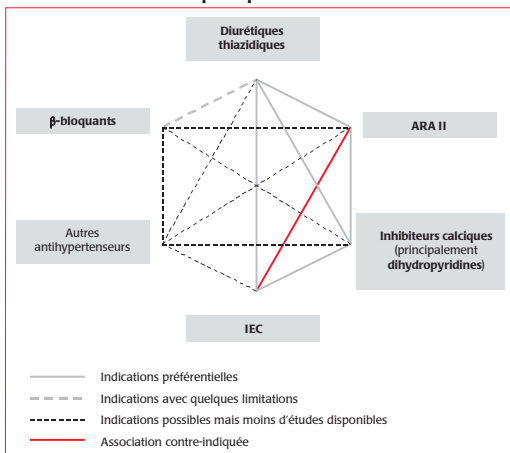 Diurétiques
thiazidiques
β-bloquants
ARA II
Autres
antihypertenseurs
Inhibiteurs calciques
(principalement
dihydropyridines)
IEC
Indications préférentielles
Indications avec quelques limitations
Indications possibles mais moins d'études disponibles
Association contre-indiquée